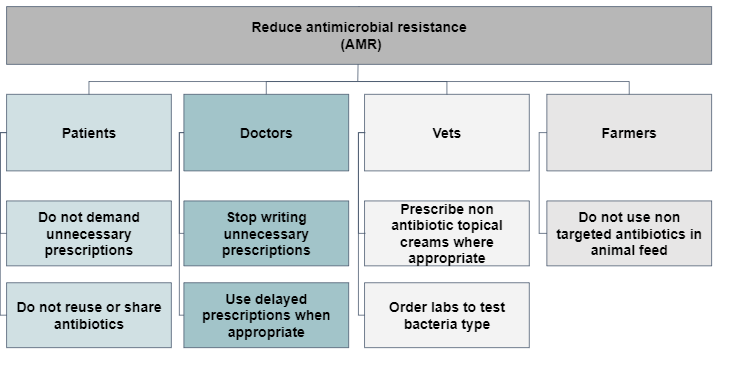 Reduce antimicrobial resistance
(AMR)
Patients
Doctors
Vets
Farmers
Do not demand
unnecessary
prescriptions
Stop writing
unnecessary
prescriptions
Prescribe non
antibiotic topical
creams where
appropriate
Do not use non
targeted antibiotics in
animal feed
Do not reuse or share
antibiotics
Use delayed
prescriptions when
appropriate
Order labs to test
bacteria type